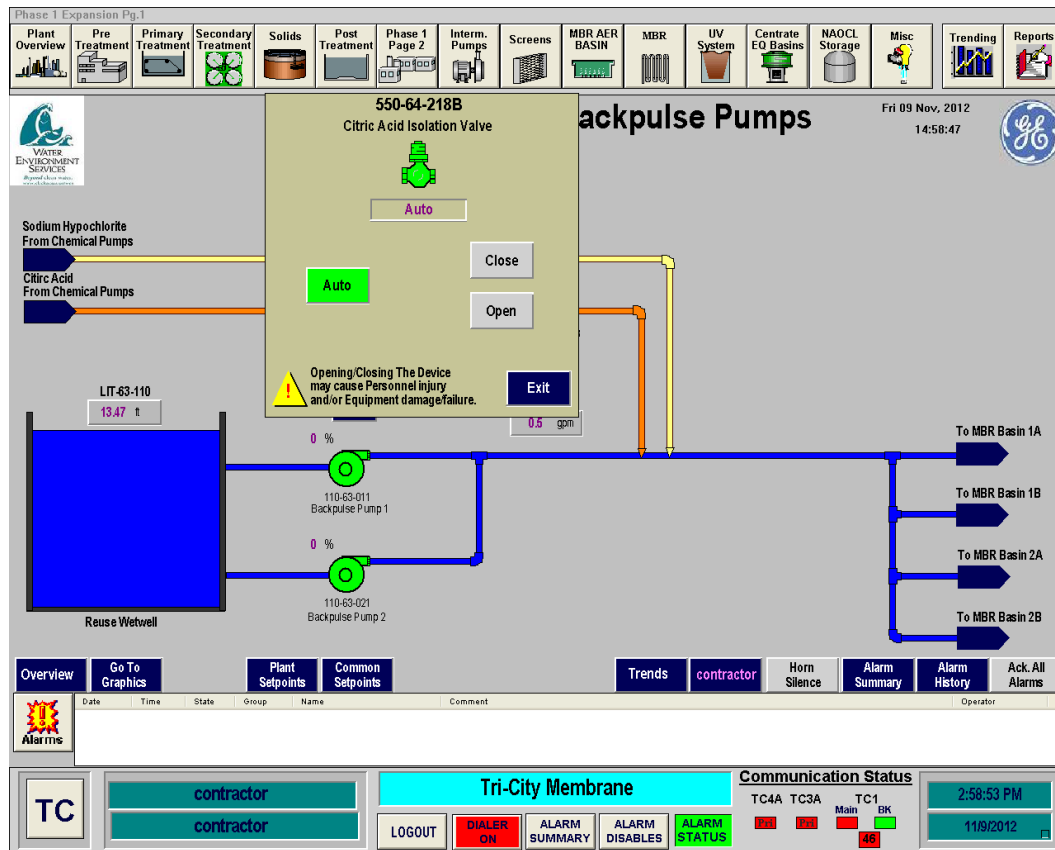 Phase 1 Expansion Pg.1
Plant
Overview
Pre
Treatment
Primary
Treatment
Secondary
Treatment
Solids
Post
Treatment
Phase 1
Page 2
Interm.
Pumps
Screens
MBR AER
BASIN
MBR
UV
System
Centrate
EQ Basins
NAOCL
Storage
Misc
Trending
Reports
WATER
ENVIRONMENT
SERVICES
Beyond clean water.
ackpulse Pumps
Fri 09 Nov, 2012
14:58:47
550-64-218B
Citric Acid Isolation Valve
Auto
Auto
Close
Open
! Opening/Closing The Device
may cause Personnel injury
and/or Equipment damage/failure.
Exit
Sodium Hypochlorite
From Chemical Pumps
Citirc Acid
From Chemical Pumps
LIT-63-110
13.47 ft
0.5 gpm
0 %
110-63-011
Backpulse Pump 1
0 %
110-63-021
Backpulse Pump 2
Reuse Wetwell
To MBR Basin 1A
To MBR Basin 1B
To MBR Basin 2A
To MBR Basin 2B
Overview
Go To
Graphics
Plant
Setpoints
Common
Setpoints
Trends
contractor
Horn
Silence
Alarm
Summary
Alarm
History
Ack. All
Alarms
Alarms
Date Time State Group Name Comment Operator
TC
contractor
contractor
Tri-City Membrane
LOGOUT
DIALER
ON
ALARM
SUMMARY
ALARM
DISABLES
ALARM
STATUS
Communication Status
TC4A TC3A TC1
Main BK
Pri Pri
46
2:58:53 PM
11/9/2012